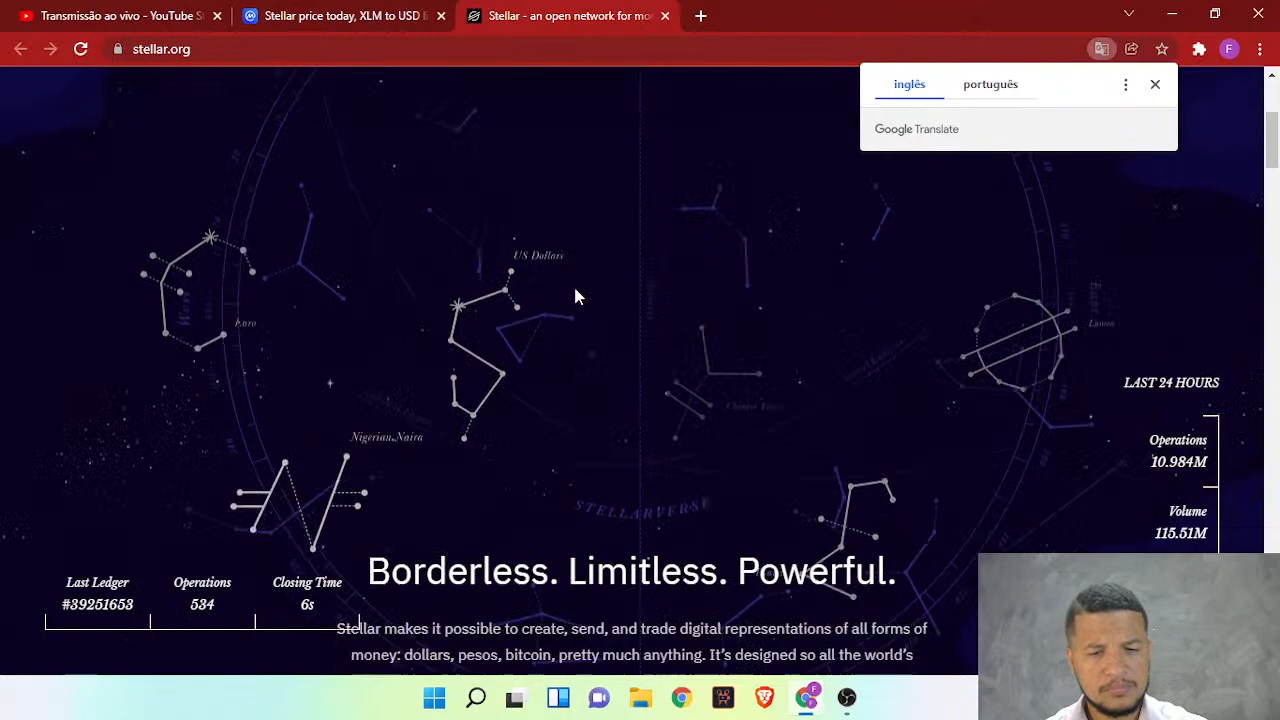 Transmissão ao vivo - YouTube S
Stellar price today, XLM to USD li
Stellar - an open network for mo
stellar.org
F
inglês
português
Google Translate
US Dollars
Euro
Nigerian Naira
LAST 24 HOURS
Operations
10.984M
Volume
115.51M
STELLARVERS
Borderless. Limitless. Powerful.
Last Ledger
#39251653
Operations
534
Closing Time
6s
Stellar makes it possible to create, send, and trade digital representations of all forms of
money: dollars, pesos, bitcoin, pretty much anything. It’s designed so all the world’s